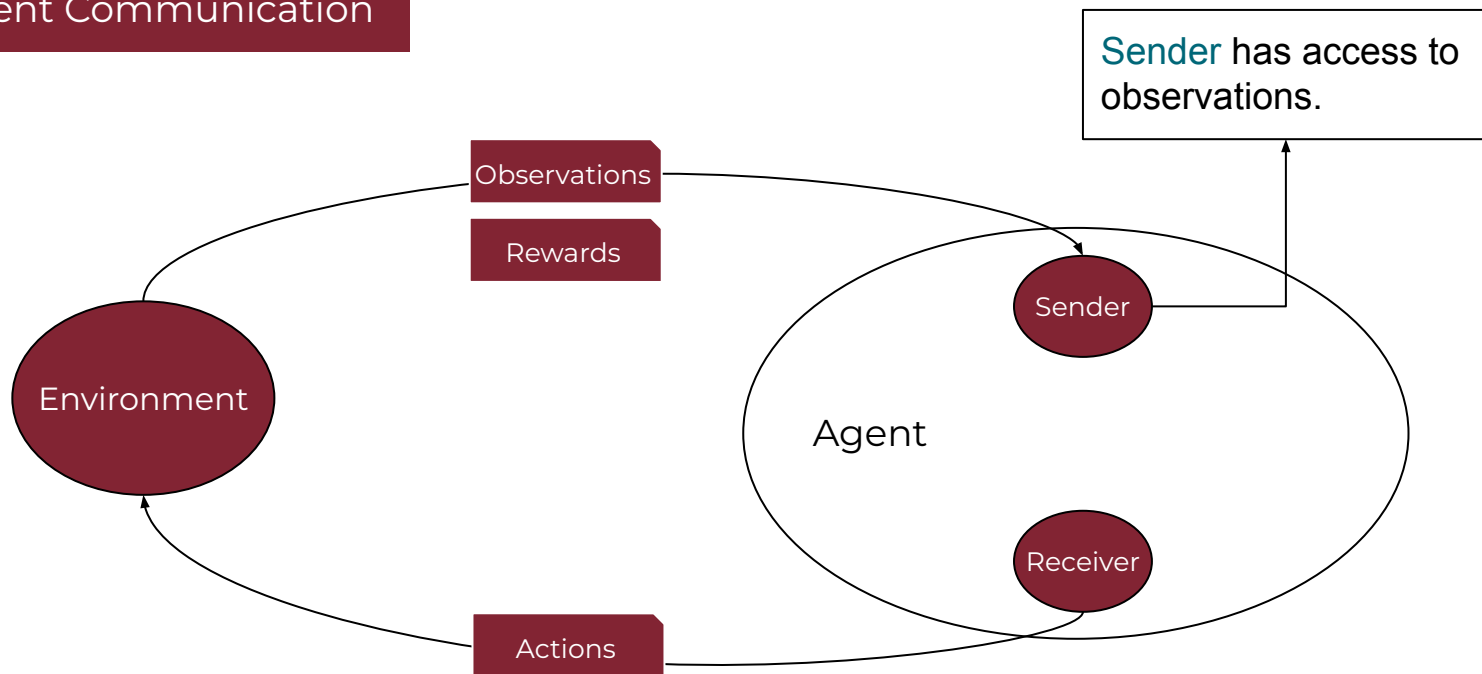 ent Communication
Sender has access to
observations.
Observations
Rewards
Sender
Environment
Agent
Receiver
Actions